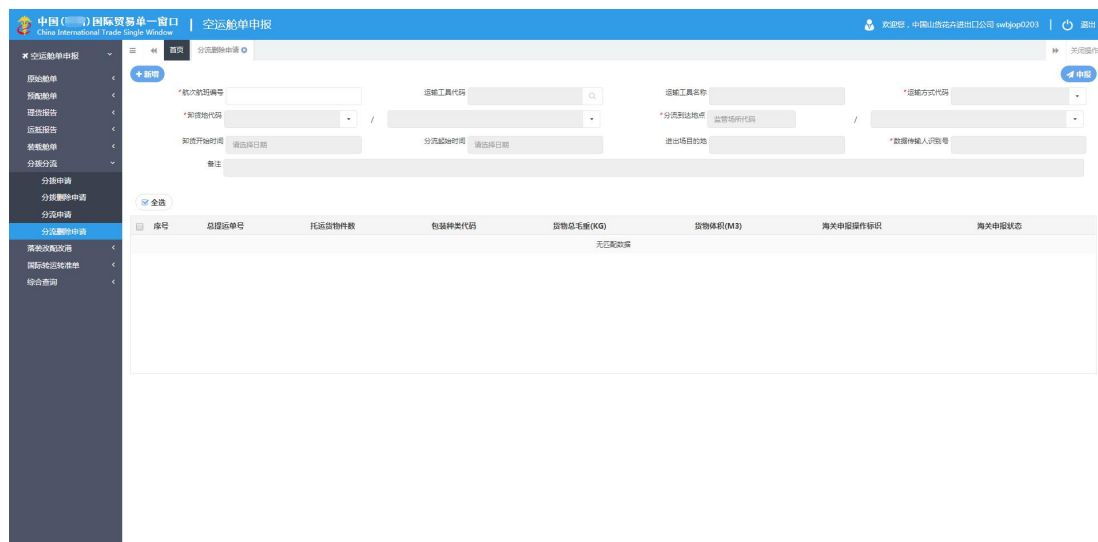 中国( )国际贸易单一窗口 | 空运舱单申报
China International Trade Single Window
欢迎您，中国山货花卉进出口公司 swbjop0203 | 退出
空运舱单申报
原始舱单
预配舱单
理货报告
运抵报告
装载舱单
分拨分流
分拨申请
分拨删除申请
分流申请
分流删除申请
落装改配改港
国际转运转准单
综合查询
首页 分流删除申请 关闭操作
+新增 申报
*航次航班编号 运输工具代码 运输工具名称 *运输方式代码
*卸货地代码 / *分流到达地点 监管场所代码 /
卸货开始时间 请选择日期 分流起始时间 请选择日期 进出场目的地 *数据传输人识别号
备注
全选
序号 总提运单号 托运货物件数 包装种类代码 货物总毛重(KG) 货物体积(M3) 海关申报操作标识 海关申报状态
无匹配数据